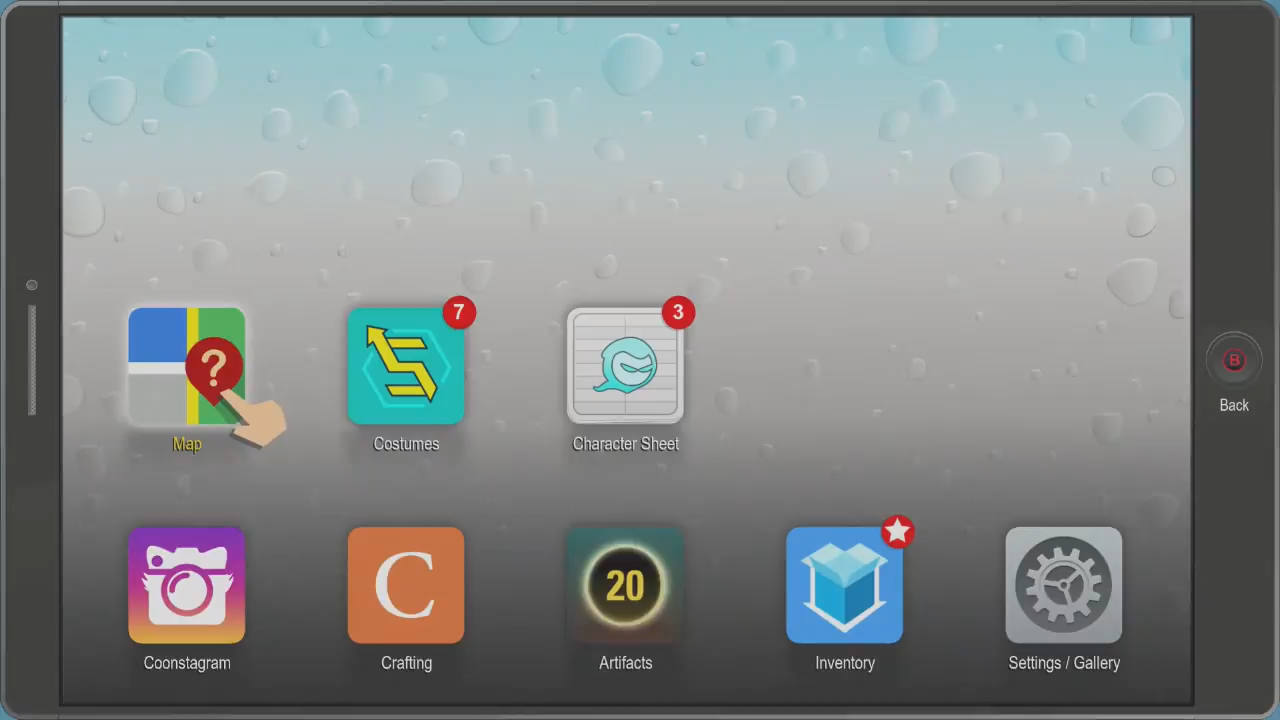 7
3
?
B
Back
Map
Costumes
Character Sheet
C
20
Coonstagram
Crafting
Artifacts
Inventory
Settings / Gallery